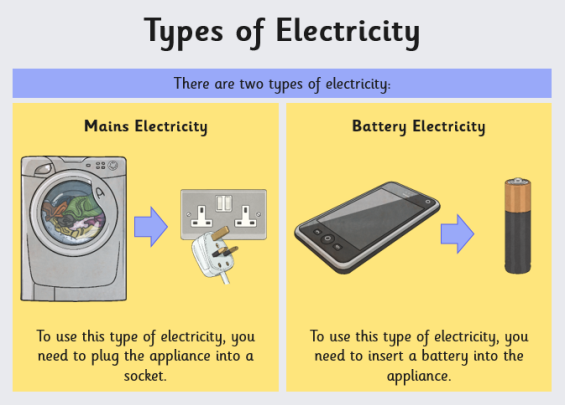 Types of Electricity
There are two types of electricity:
Mains Electricity
To use this type of electricity, you
need to plug the appliance into a
socket.
Battery Electricity
To use this type of electricity, you
need to insert a battery into the
appliance.